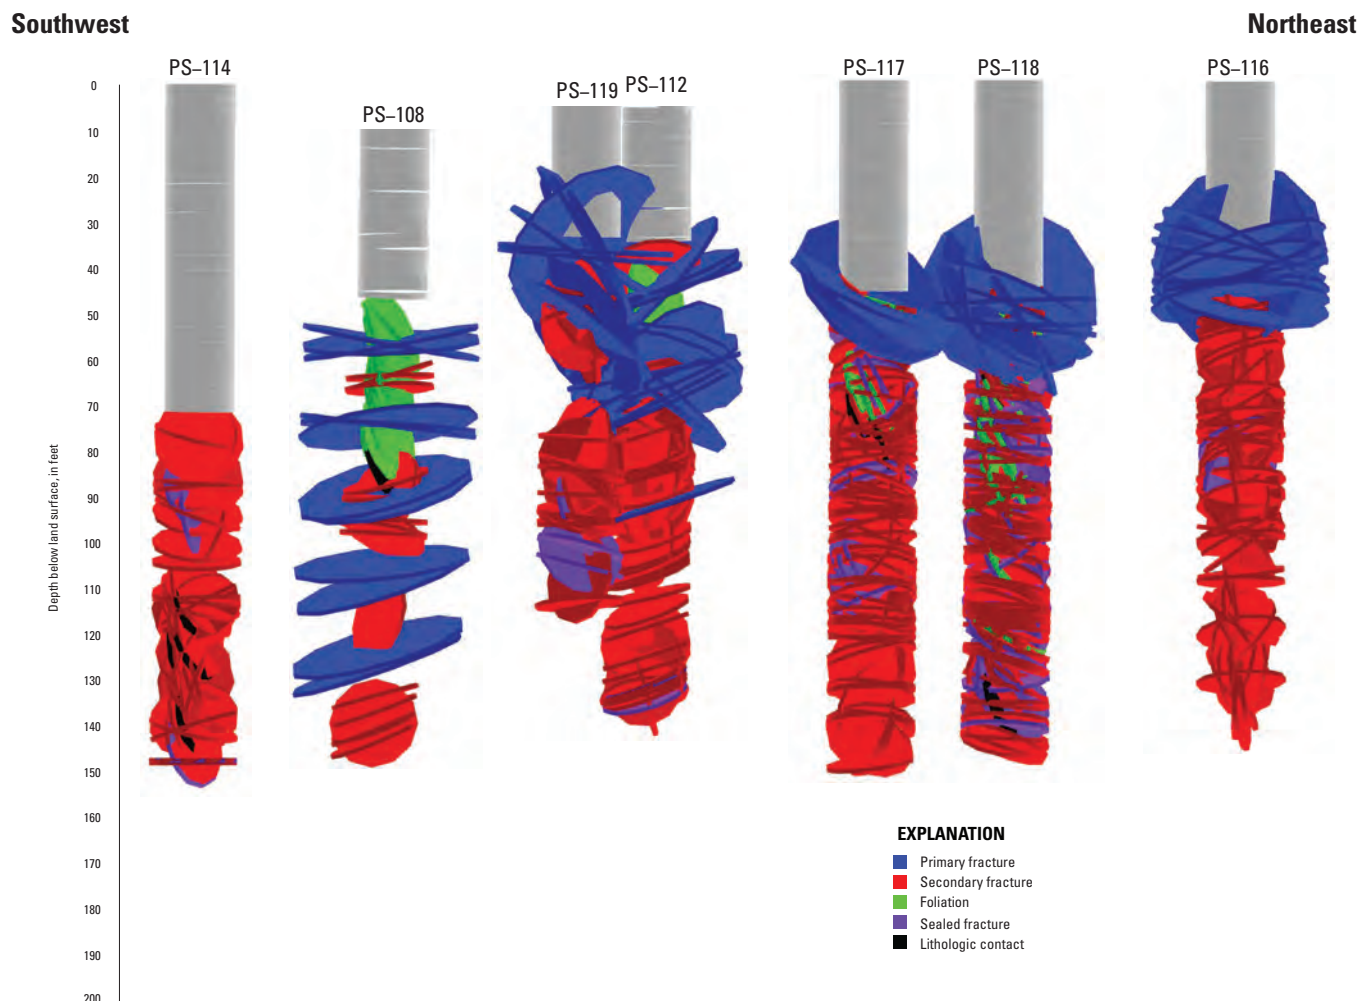 Southwest
Northeast
PS–114
PS–108
PS–119
PS–112
PS–117
PS–118
PS–116
Depth below land surface, in feet
0
10
20
30
40
50
60
70
80
90
100
110
120
130
140
150
160
170
180
190
200
EXPLANATION
Primary fracture
Secondary fracture
Foliation
Sealed fracture
Lithologic contact